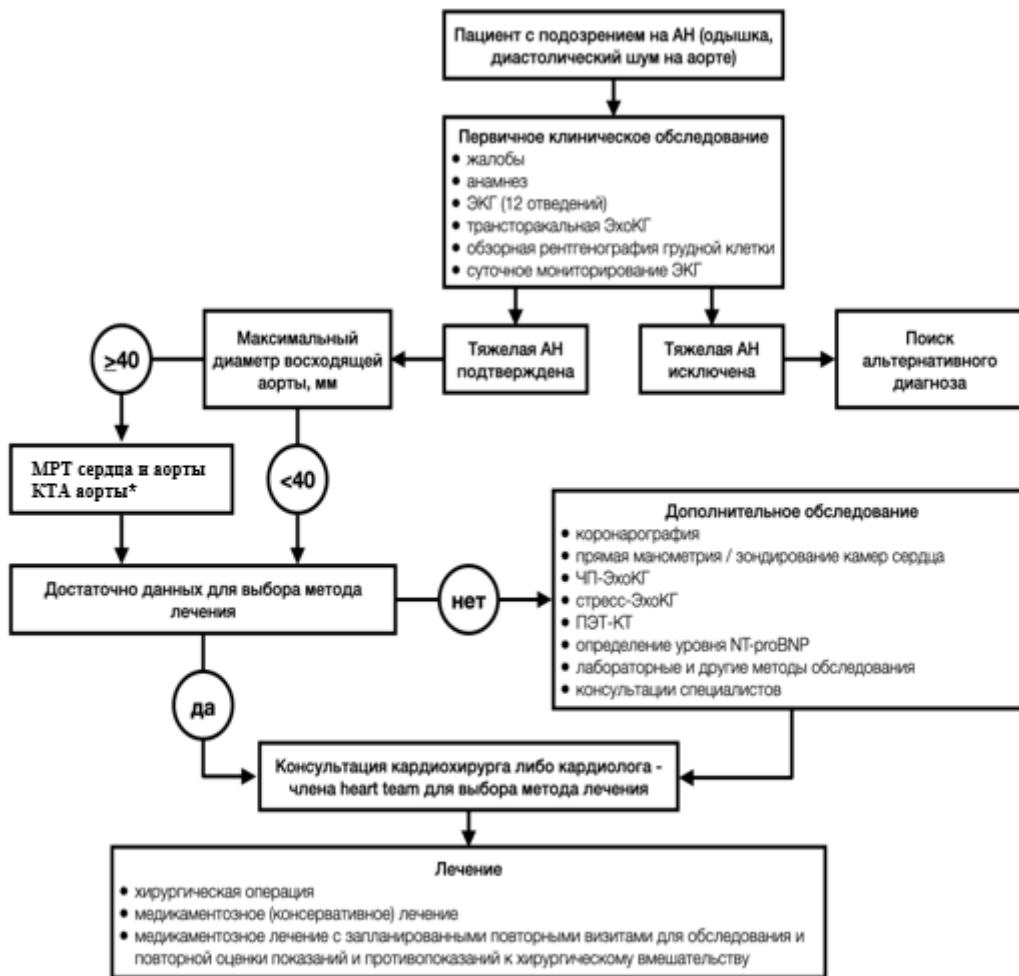 Пациент с подозрением на АН (одышка,
диастолический шум на аорте)
Первичное клиническое обследование
• жалобы
• анамнез
• ЭКГ (12 отведений)
• трансторакальная ЭхоКГ
• обзорная рентгенография грудной клетки
• суточное мониторирование ЭКГ
≥40
Максимальный
диаметр восходящей
аорты, мм
Тяжелая АН
подтверждена
Тяжелая АН
исключена
Поиск
альтернативного
диагноза
МРТ сердца и аорты
КТА аорты*
<40
Достаточно данных для выбора метода
лечения
нет
Дополнительное обследование
• коронарография
• прямая манометрия / зондирование камер сердца
• ЧП-ЭхоКГ
• стресс-ЭхоКГ
• ПЭТ-КТ
• определение уровня NT-proBNP
• лабораторные и другие методы обследования
• консультации специалистов
да
Консультация кардиохирурга либо кардиолога -
члена heart team для выбора метода лечения
Лечение
• хирургическая операция
• медикаментозное (консервативное) лечение
• медикаментозное лечение с запланированными повторными визитами для обследования и
повторной оценки показаний и противопоказаний к хирургическому вмешательству